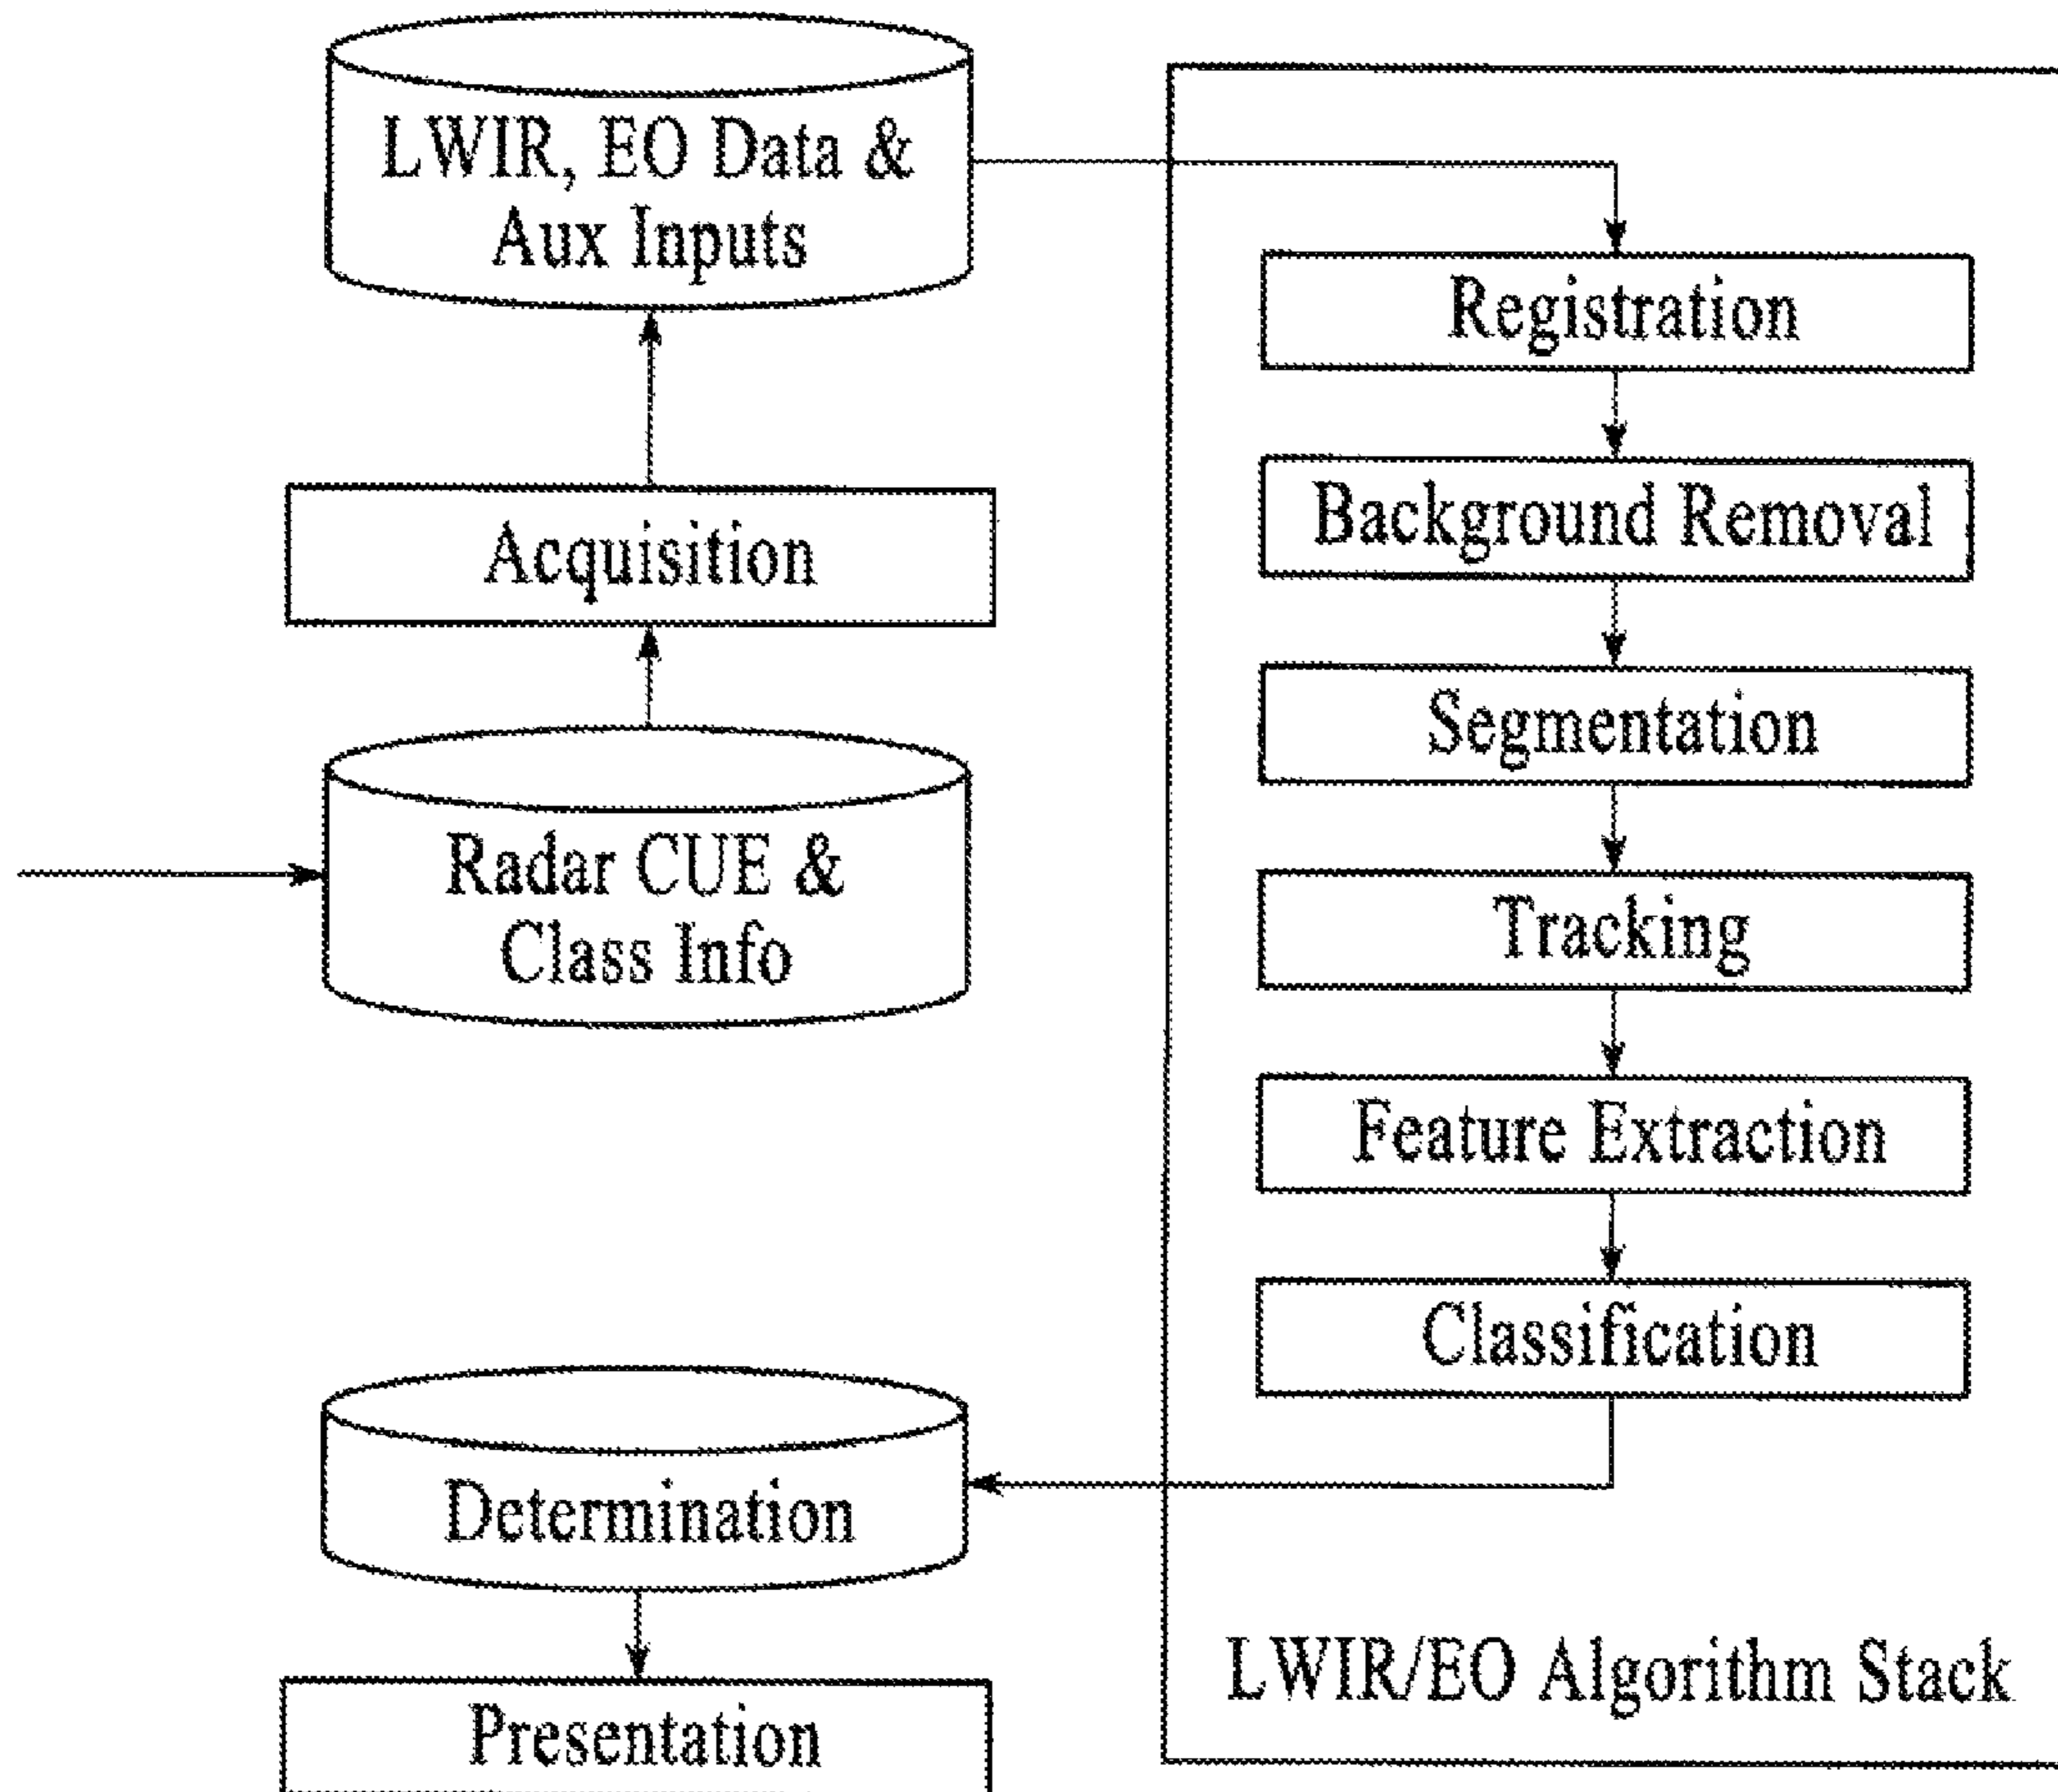 LWIR, EO Data &
Aux Inputs
Acquisition
Radar CUE &
Class Info
Registration
Background Removal
Segmentation
Tracking
Feature Extraction
Classification
Determination
Presentation
LWIR/EO Algorithm Stack